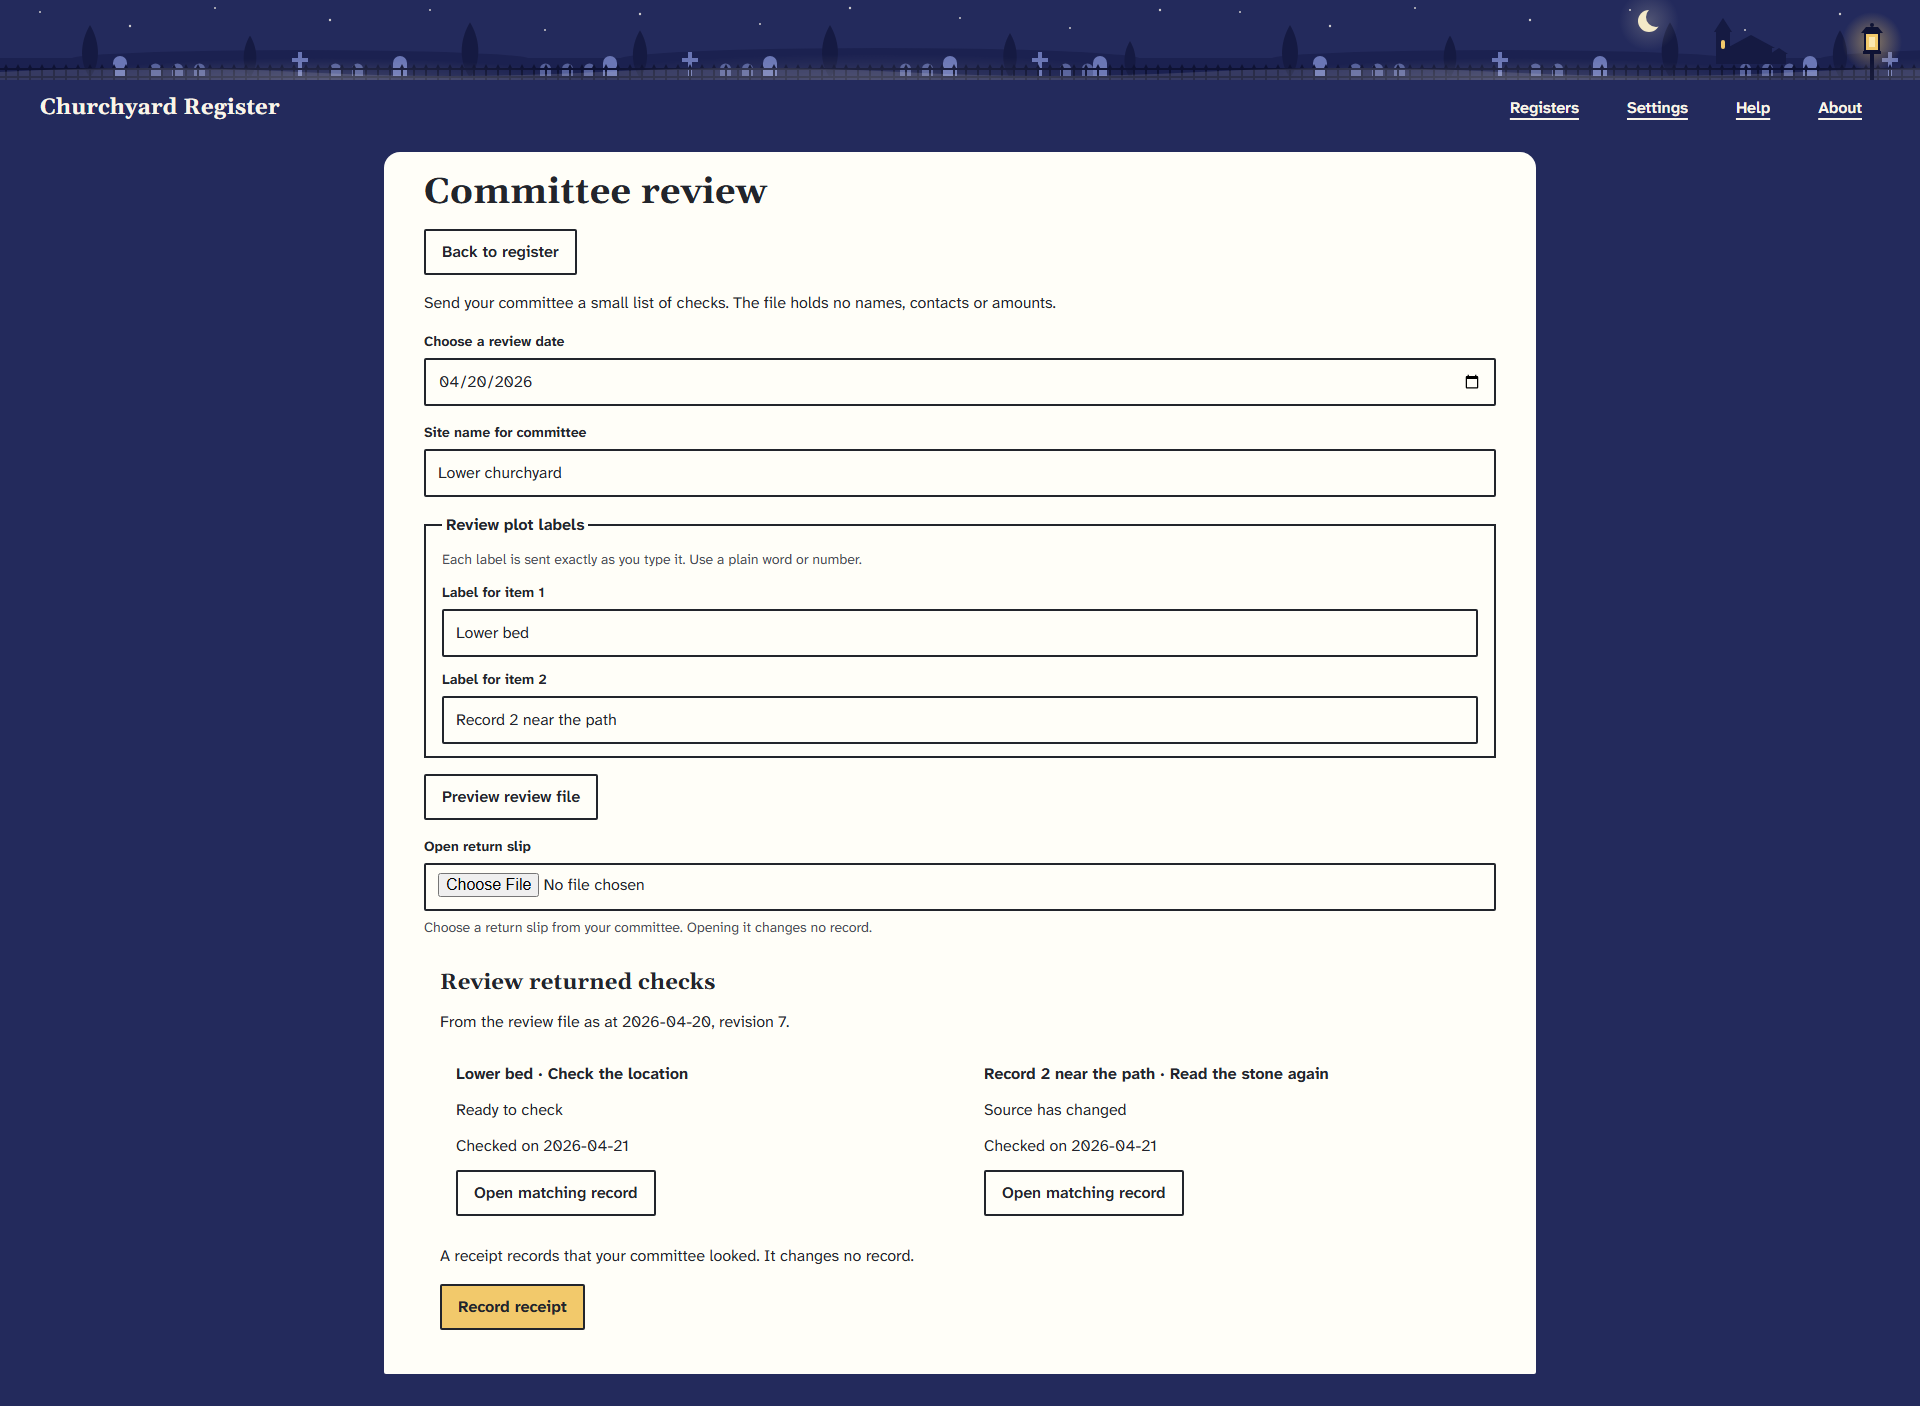 Churchyard Register
Registers Settings Help About
Committee review
Back to register
Send your committee a small list of checks. The file holds no names, contacts or amounts.
Choose a review date
04/20/2026
Site name for committee
Lower churchyard
Review plot labels
Each label is sent exactly as you type it. Use a plain word or number.
Label for item 1
Lower bed
Label for item 2
Record 2 near the path
Preview review file
Open return slip
Choose File No file chosen
Choose a return slip from your committee. Opening it changes no record.
Review returned checks
From the review file as at 2026-04-20, revision 7.
Lower bed · Check the location
Ready to check
Checked on 2026-04-21
Open matching record
Record 2 near the path · Read the stone again
Source has changed
Checked on 2026-04-21
Open matching record
A receipt records that your committee looked. It changes no record.
Record receipt